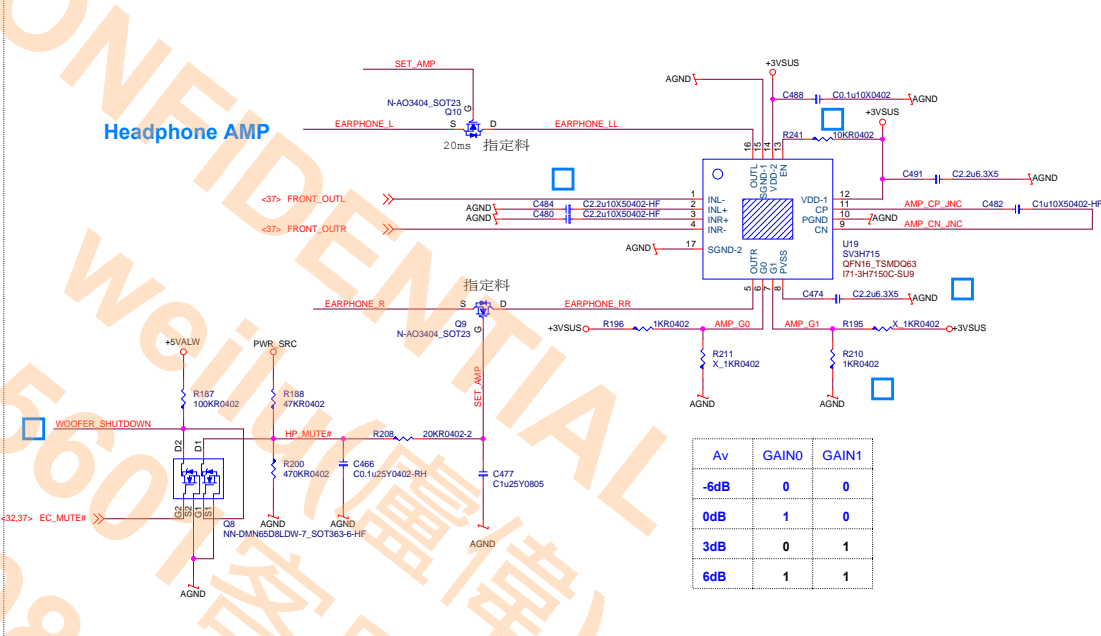 CONFIDENTIAL
weilu(盧偉)
SET_AMP
+3VSUS
AGND
C488
C0.1u10X0402
AGND
N-AO3404_SOT23
Q10
G
+3VSUS
Headphone AMP
EARPHONE_L
S
D
EARPHONE_LL
R241
10KR0402
20ms 指定料
16
15
14
13
OUTL
SGND-1
VDD-2
EN
C491
C2.2u6.3X5
AGND
<37> FRONT_OUTL
1
INL-
VDD-1
12
AGND
C484
C2.2u10X50402-HF
2
INL+
CP
11
AMP_CP_JNC
C482
C1u10X50402-HF
AGND
C480
C2.2u10X50402-HF
3
INR+
PGND
10
AGND
<37> FRONT_OUTR
4
INR-
CN
9
AMP_CN_JNC
AGND
17
SGND-2
U19
SV3H715
QFN16_TSMDQ63
I71-3H7150C-SU9
OUTR
G0
G1
PVSS
5
6
7
8
指定料
EARPHONE_R
S
D
EARPHONE_RR
C474
C2.2u6.3X5
AGND
Q9
N-AO3404_SOT23
G
+3VSUS
R196
1KR0402
AMP_G0
AMP_G1
R195
X_1KR0402
+3VSUS
R211
X_1KR0402
R210
1KR0402
AGND
AGND
SET_AMP
+5VALW
PWR_SRC
R187
100KR0402
R188
47KR0402
WOOFER_SHUTDOWN
HP_MUTE#
R208
20KR0402-2
D2
D1
R200
470KR0402
C466
C0.1u25Y0402-RH
C477
C1u25Y0805
<32,37> EC_MUTE#
G2
S2
G1
S1
Q8
NN-DMN65D8LDW-7_SOT363-6-HF
AGND
AGND
AGND
AGND
Av GAIN0 GAIN1
-6dB 0 0
0dB 1 0
3dB 0 1
6dB 1 1